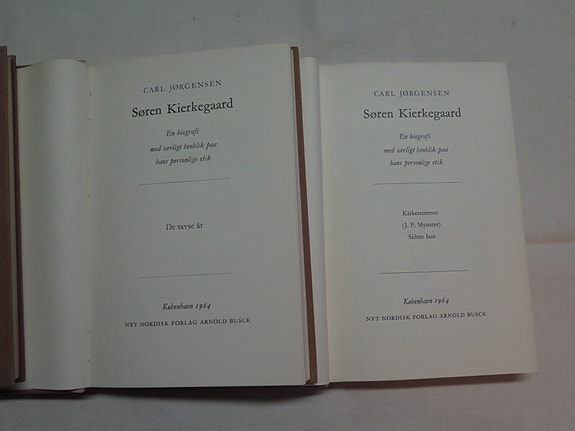 CARL JØRGENSEN
Søren Kierkegaard
En biografi
med særligt henblik paa
hans personlige etik
De tavse år
København 1964
NYT NORDISK FORLAG ARNOLD BUSCK
CARL JØRGENSEN
Søren Kierkegaard
En biografi
med særligt henblik paa
hans personlige etik
Kirkestormen
(J. P. Mynster)
Sidste fase
København 1964
NYT NORDISK FORLAG ARNOLD BUSCK